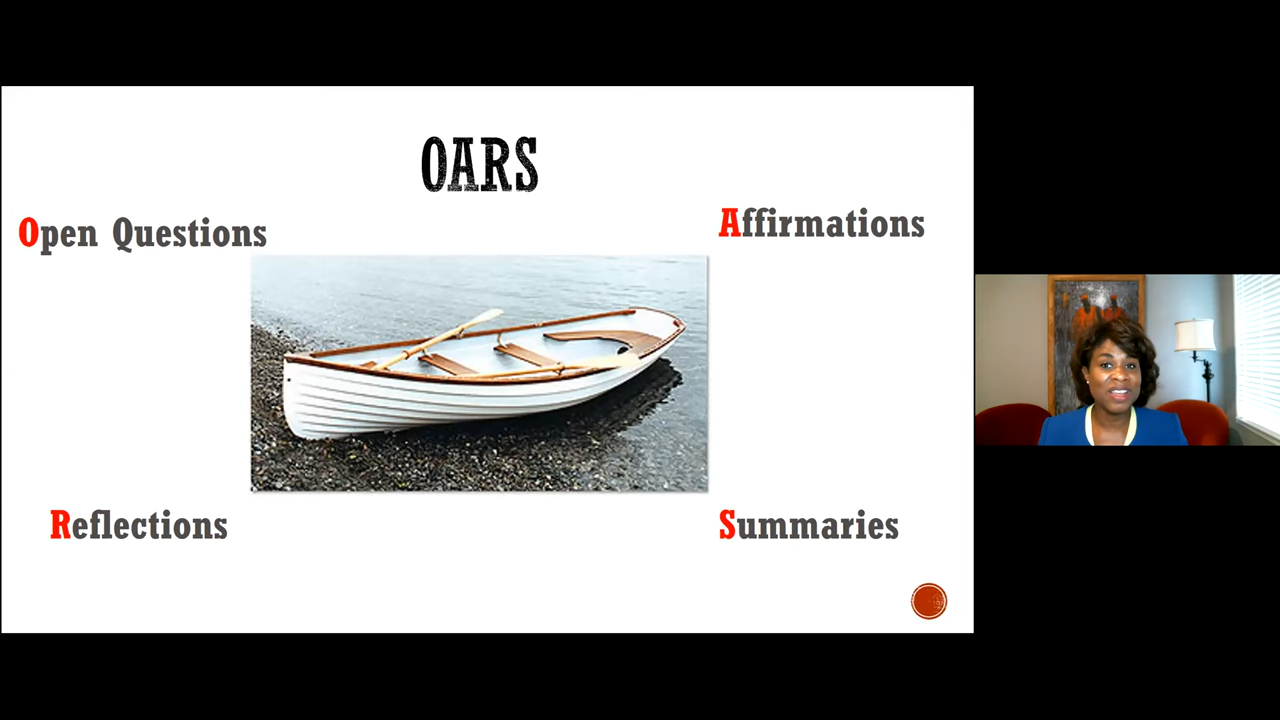 OARS
Open Questions
Affirmations
Reflections
Summaries